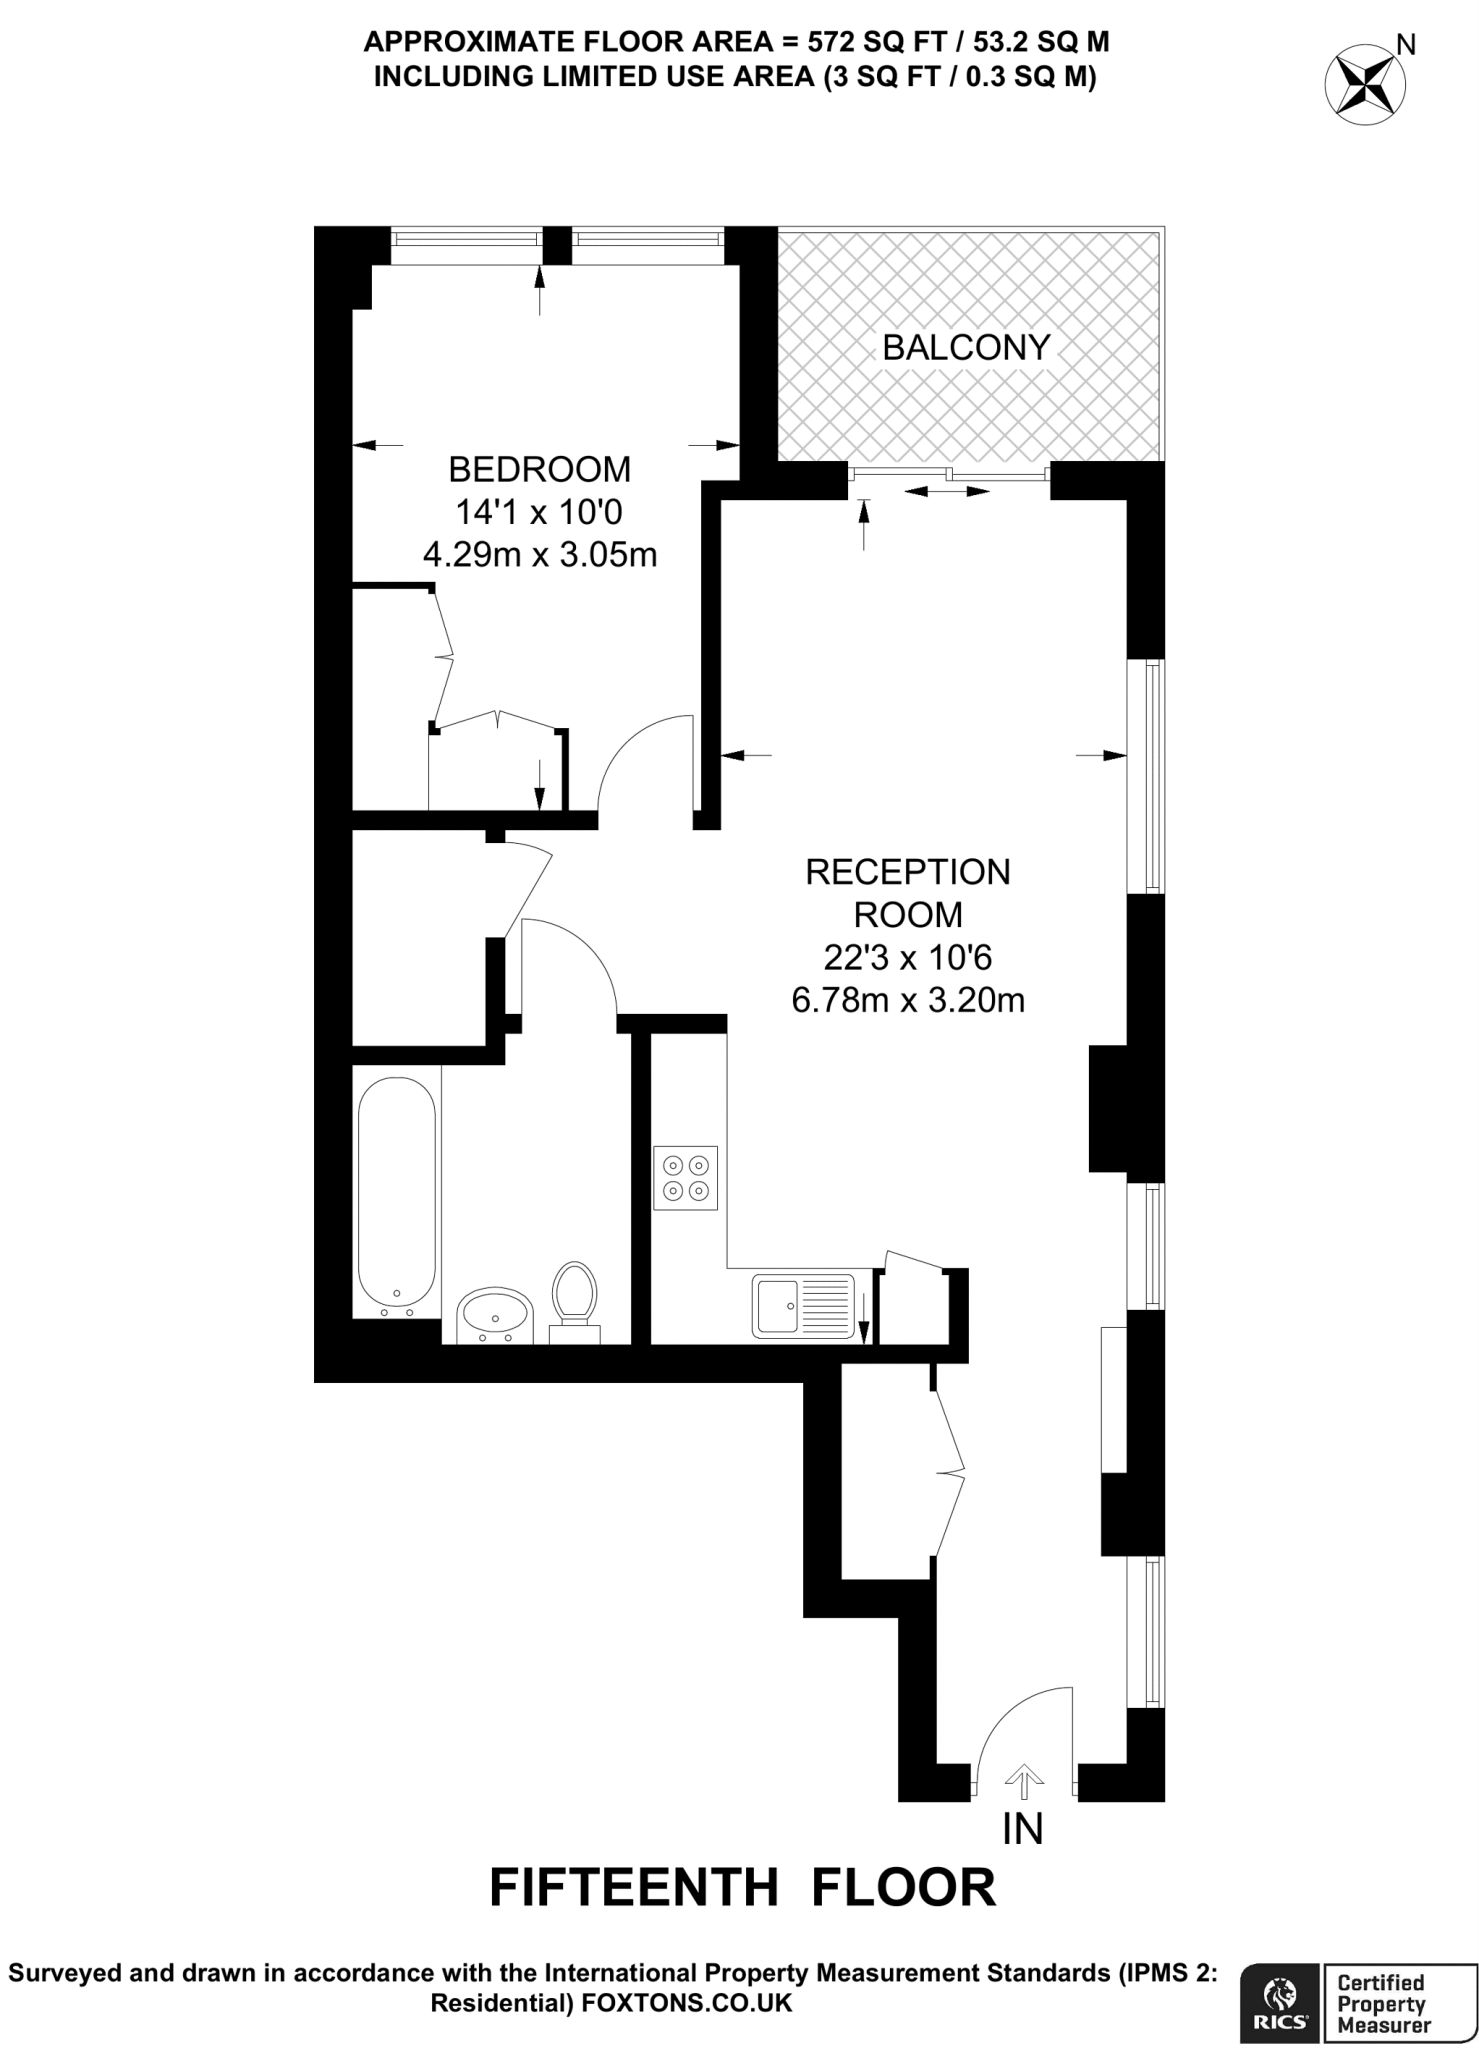 APPROXIMATE FLOOR AREA = 572 SQ FT / 53.2 SQ M
INCLUDING LIMITED USE AREA (3 SQ FT / 0.3 SQ M)
N
BALCONY
BEDROOM
14'1 x 10'0
4.29m x 3.05m
RECEPTION
ROOM
22'3 x 10'6
6.78m x 3.20m
IN
FIFTEENTH FLOOR
Surveyed and drawn in accordance with the International Property Measurement Standards (IPMS 2:
Residential) FOXTONS.CO.UK
RICS
Certified
Property
Measurer